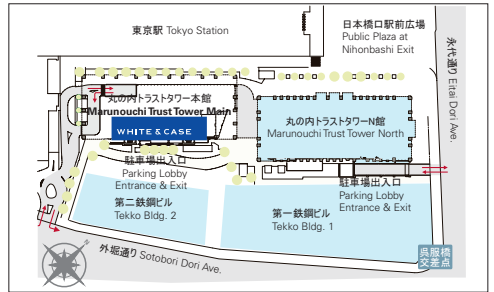 東京駅 Tokyo Station
日本橋口駅前広場
Public Plaza at
Nihonbashi Exit
永代通り Eitai Dori Ave.
丸の内トラストタワー本館
Marunouchi Trust Tower Main
WHITE & CASE
丸の内トラストタワーN館
Marunouchi Trust Tower North
駐車場出入口
Parking Lobby
Entrance & Exit
駐車場出入口
Parking Lobby
Entrance & Exit
第二鉄鋼ビル
Tekko Bldg. 2
第一鉄鋼ビル
Tekko Bldg. 1
呉服橋
交差点
外堀通り Sotobori Dori Ave.